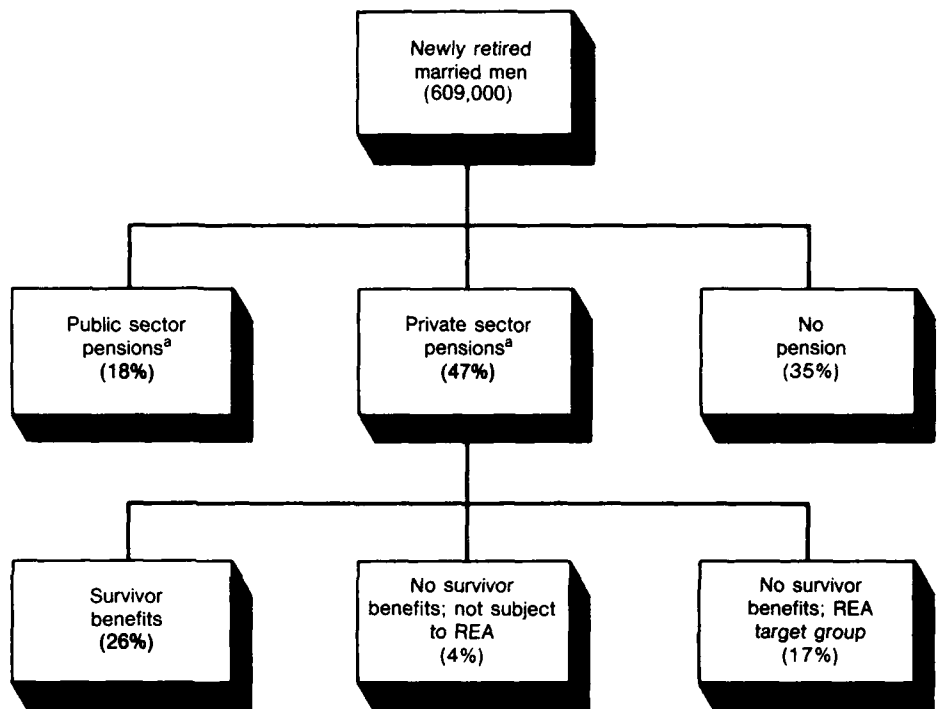 Newly retired
married men
(609,000)
Public sector
pensionsᵃ
(18%)
Private sector
pensionsᵃ
(47%)
No
pension
(35%)
Survivor
benefits
(26%)
No survivor
benefits; not subject
to REA
(4%)
No survivor
benefits; REA
target group
(17%)